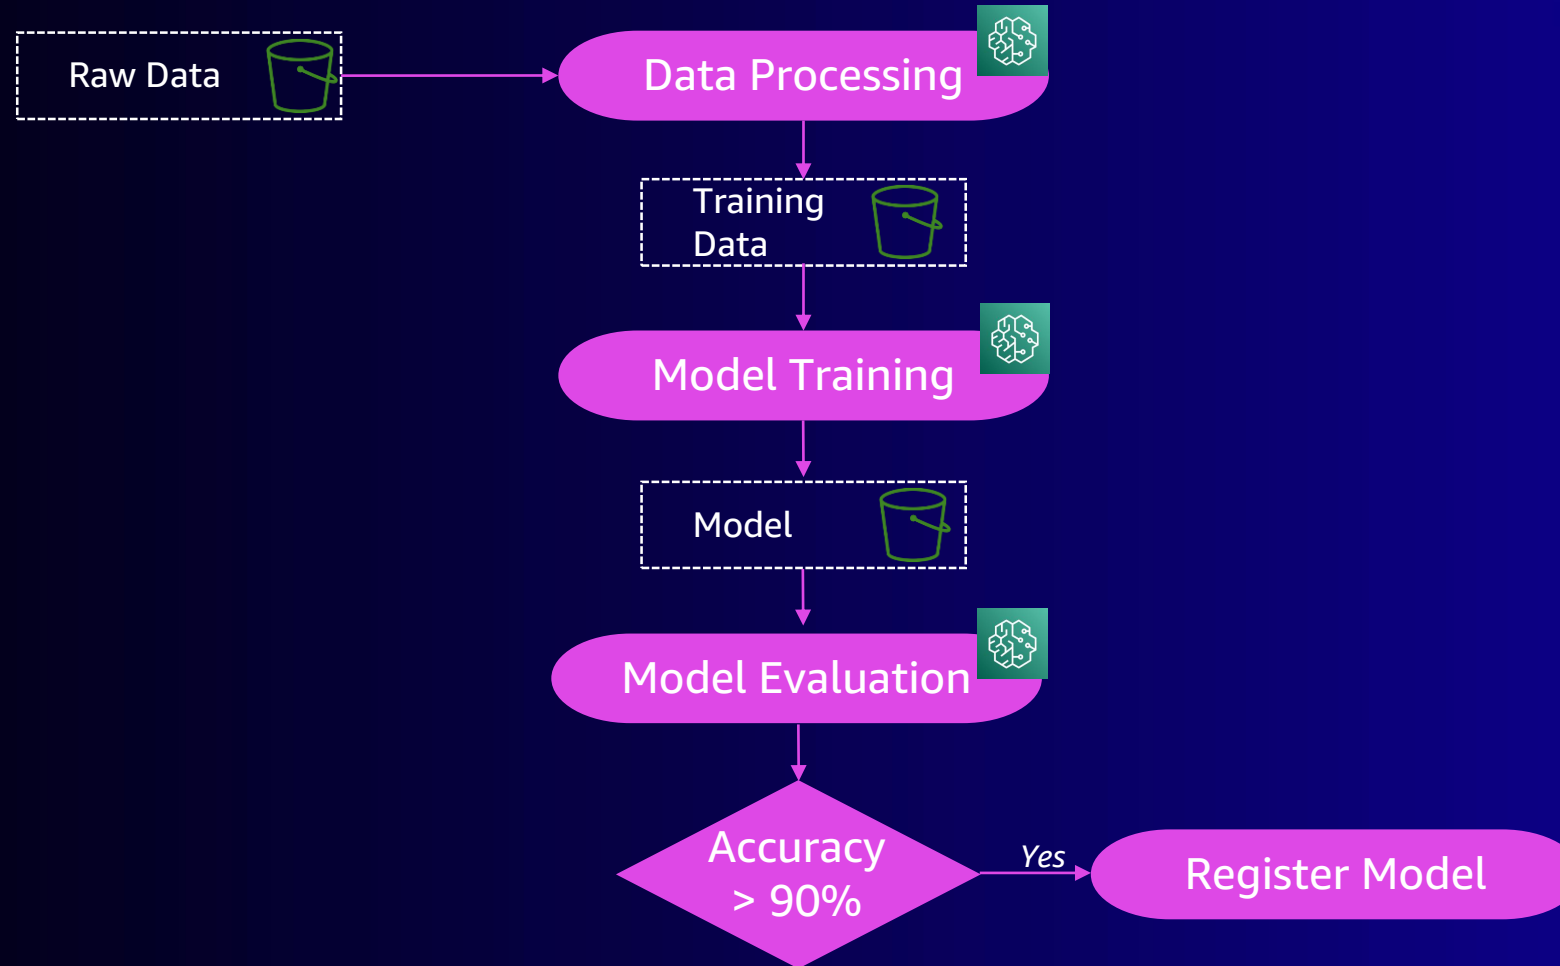 Raw Data
Data Processing
Training
Data
Model Training
Model
Model Evaluation
Accuracy
> 90%
Yes
Register Model